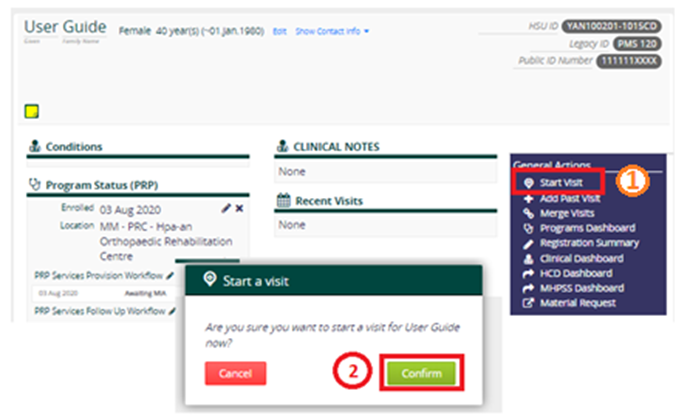 User Guide Female 40 year(s) (~01.Jan.1980) Edit Show Contact Info
Given Family Name
HSU ID YAN100201-1015CD
Legacy ID PMS 120
Public ID Number 111111XXXX
Conditions
Program Status (PRP)
Enrolled 03 Aug 2020
Location MM - PRC - Hpa-an
Orthopaedic Rehabilitation
Centre
PRP Services Provision Workflow
03 Aug 2020 Awaiting MIA
PRP Services Follow Up Workflow
CLINICAL NOTES
None
Recent Visits
None
General Actions
Start Visit
1
Add Past Visit
Merge Visits
Programs Dashboard
Registration Summary
Clinical Dashboard
HCD Dashboard
MHPSS Dashboard
Material Request
Start a visit
Are you sure you want to start a visit for User Guide
now?
Cancel
2
Confirm